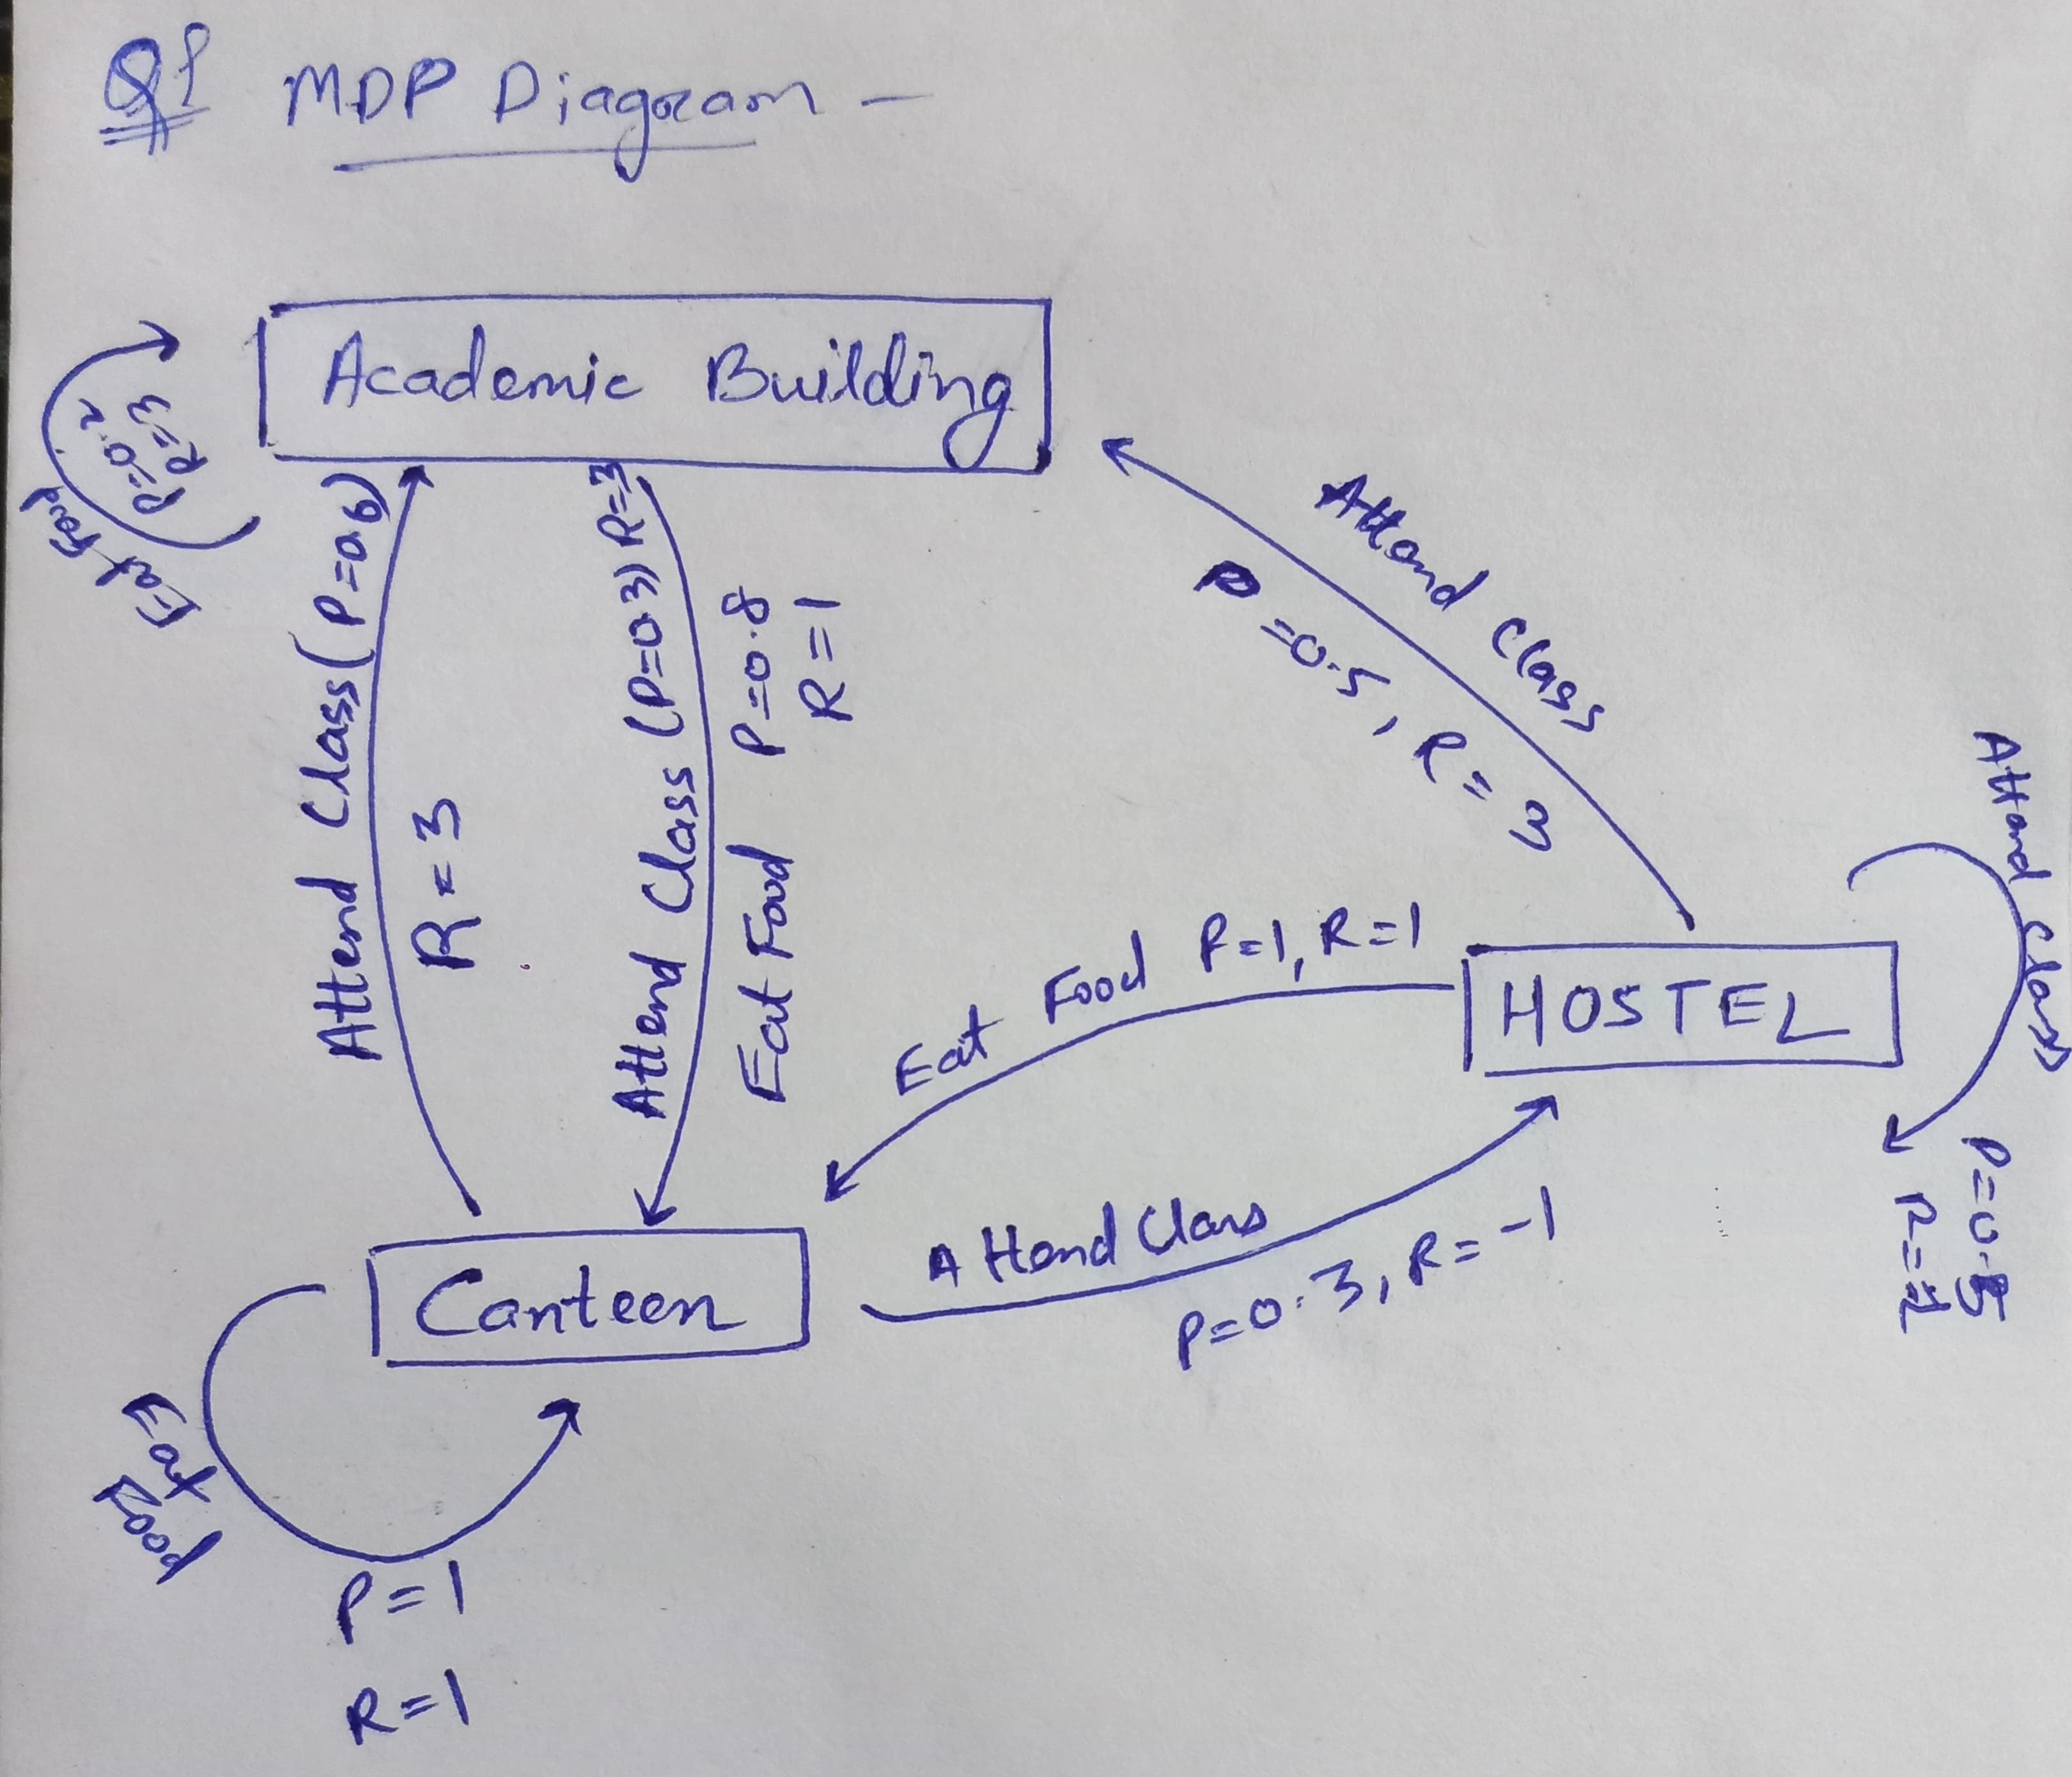 Q1 MDP Diagram -
Academic Building
P=0.2
R=3
Eat Food
Attend Class (P=0.6)
R=3
Attend Class (P=0.3) R=3
Eat Food P=0.8
R=1
Attend Class
P=0.5, R=3
Attend Class
P=0.5
Eat Food P=1, R=1
HOSTEL
Attend Class
P=0.3, R=-1
Canteen
Eat
Food
P=1
R=1